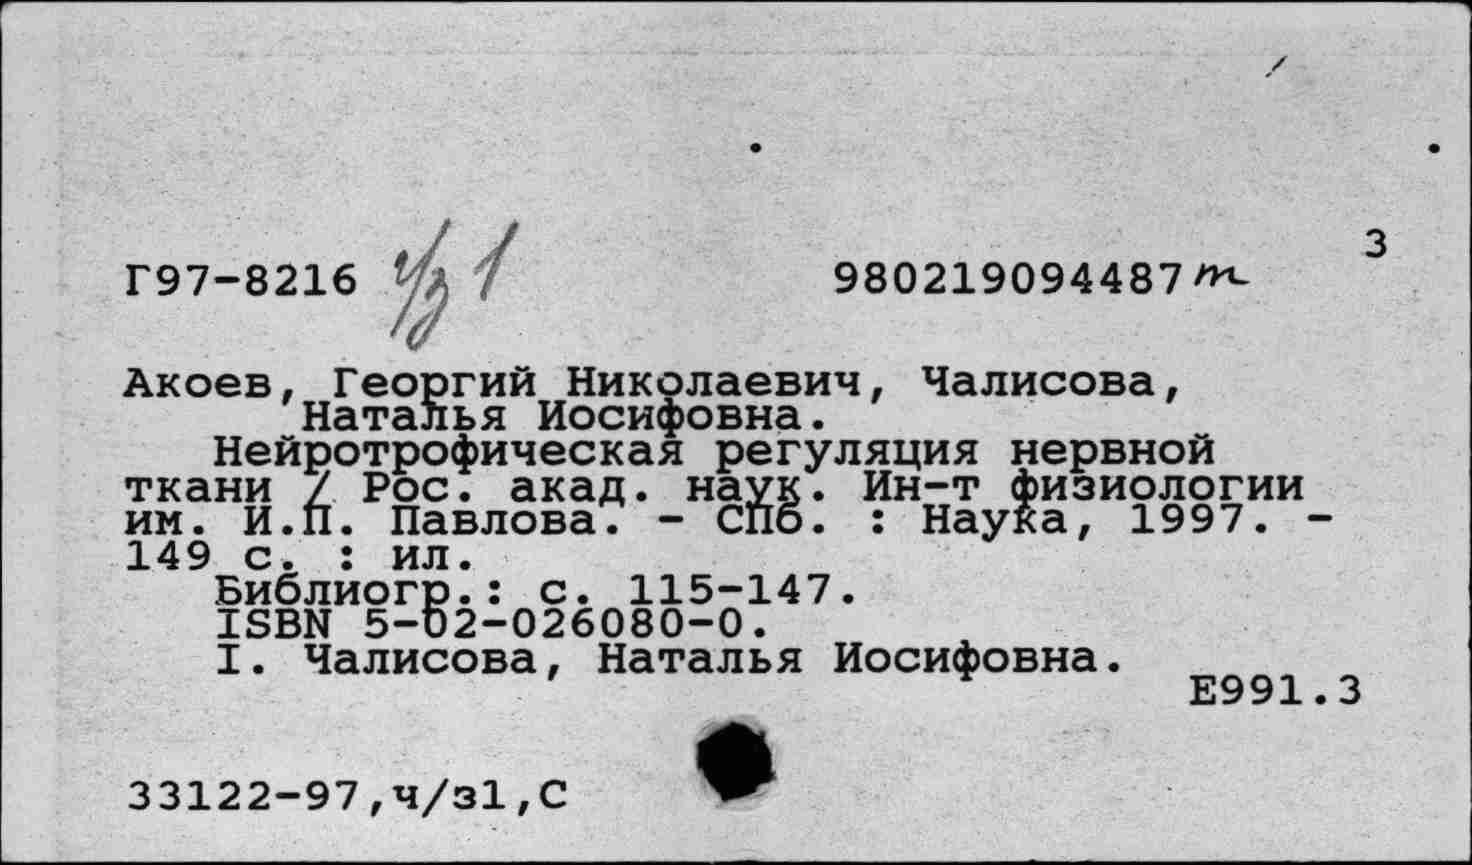 3
Г97-8216 ч/з 1 980219094487 т
Акоев, Георгий Николаевич, Чалисова,
Наталья Иосифовна.
Нейротрофическая регуляция нервной
ткани / Рос. акад. наук. Ин-т физиологии
им. И.П. Павлова. - СПб. : Наука, 1997. -
149 с. : ил.
Библиогр.: с. 115-147.
ISBN 5-02-026080-0.
I. Чалисова, Наталья Иосифовна.
Е991.3
33122-97,ч/з1,С